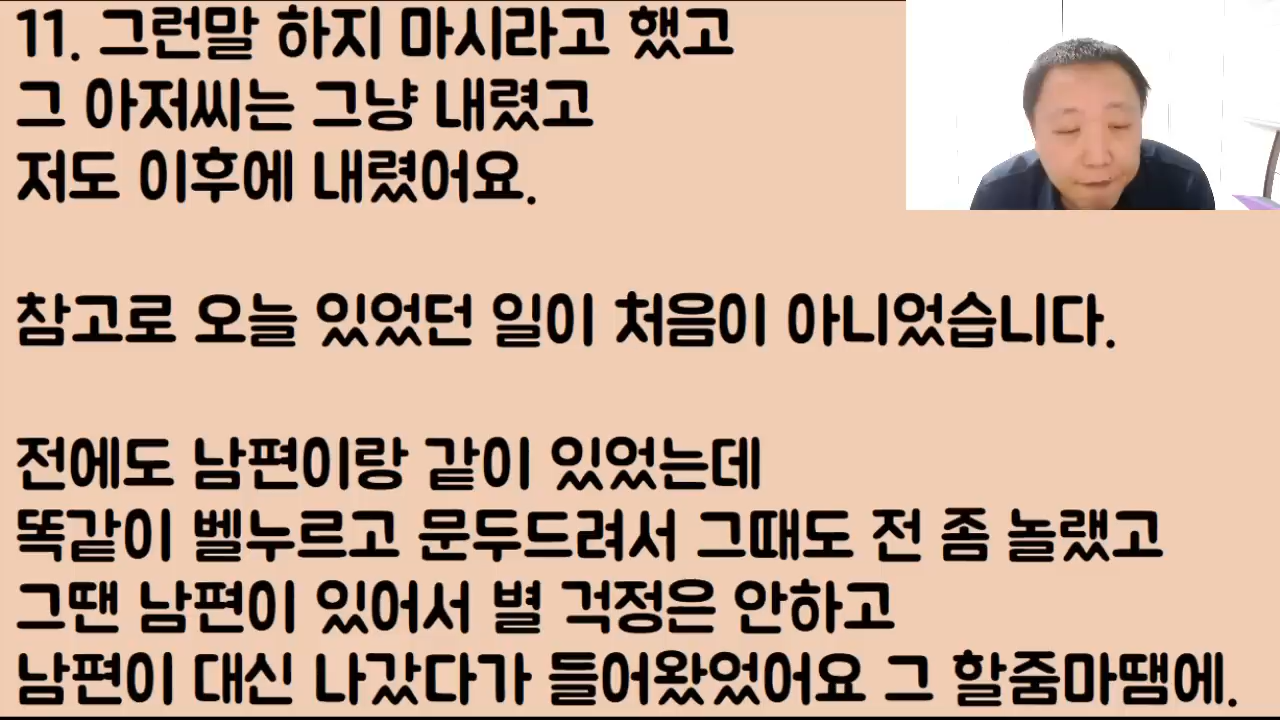 11. 그런말 하지 마시라고 했고
그 아저씨는 그냥 내렸고
저도 이후에 내렸어요.
참고로 오늘 있었던 일이 처음이 아니었습니다.
전에도 남편이랑 같이 있었는데
똑같이 벨누르고 문두드려서 그때도 전 좀 놀랬고
그땐 남편이 있어서 별 걱정은 안하고
남편이 대신 나갔다가 들어왔었어요 그 할줌마땜에.